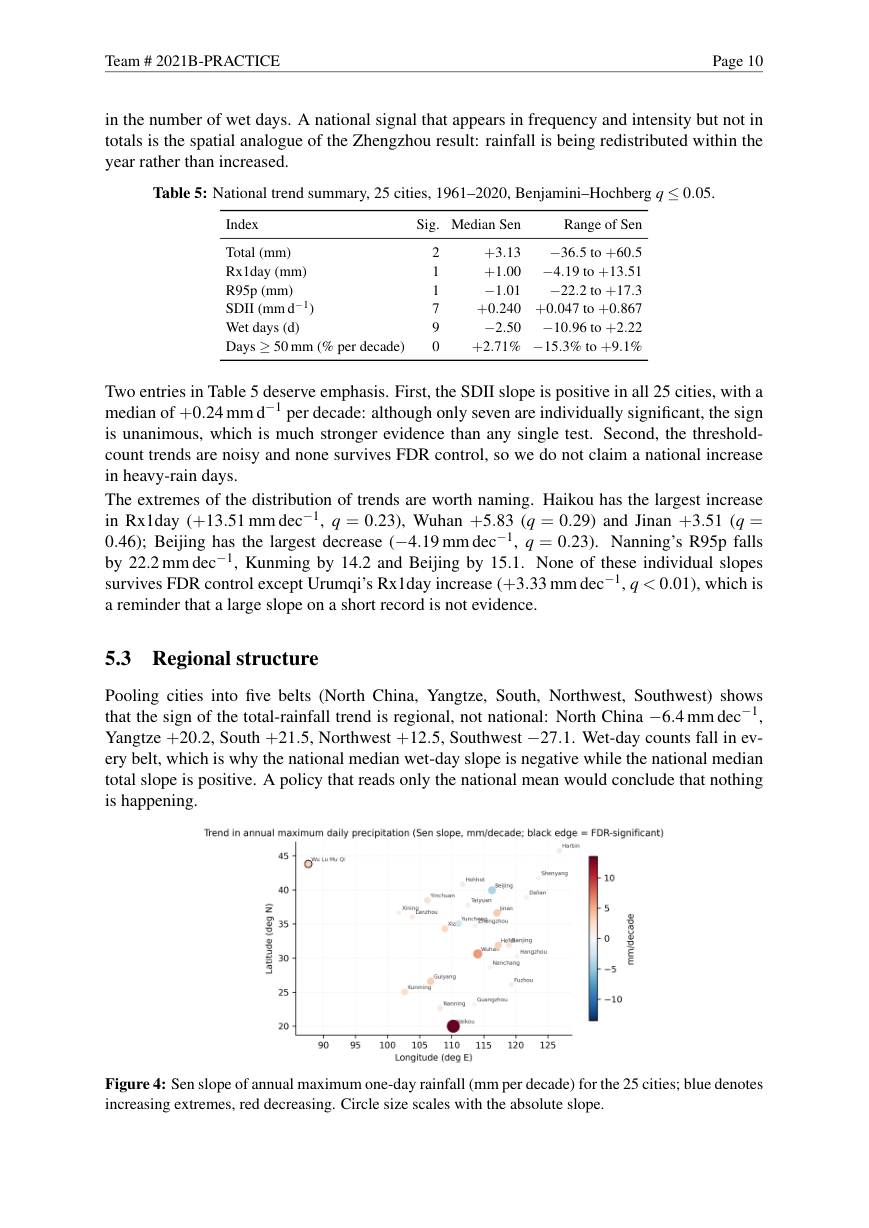 Team # 2021B-PRACTICE Page 10
in the number of wet days. A national signal that appears in frequency and intensity but not in
totals is the spatial analogue of the Zhengzhou result: rainfall is being redistributed within the
year rather than increased.
Table 5: National trend summary, 25 cities, 1961–2020, Benjamini–Hochberg q ≤ 0.05.
Index Sig. Median Sen Range of Sen
Total (mm) 2 +3.13 −36.5 to +60.5
Rx1day (mm) 1 +1.00 −4.19 to +13.51
R95p (mm) 1 −1.01 −22.2 to +17.3
SDII (mm d⁻¹) 7 +0.240 +0.047 to +0.867
Wet days (d) 9 −2.50 −10.96 to +2.22
Days ≥ 50 mm (% per decade) 0 +2.71% −15.3% to +9.1%
Two entries in Table 5 deserve emphasis. First, the SDII slope is positive in all 25 cities, with a
median of +0.24 mm d⁻¹ per decade: although only seven are individually significant, the sign
is unanimous, which is much stronger evidence than any single test. Second, the threshold-
count trends are noisy and none survives FDR control, so we do not claim a national increase
in heavy-rain days.
The extremes of the distribution of trends are worth naming. Haikou has the largest increase
in Rx1day (+13.51 mm dec⁻¹, q = 0.23), Wuhan +5.83 (q = 0.29) and Jinan +3.51 (q =
0.46); Beijing has the largest decrease (−4.19 mm dec⁻¹, q = 0.23). Nanning's R95p falls
by 22.2 mm dec⁻¹, Kunming by 14.2 and Beijing by 15.1. None of these individual slopes
survives FDR control except Urumqi's Rx1day increase (+3.33 mm dec⁻¹, q < 0.01), which is
a reminder that a large slope on a short record is not evidence.
5.3 Regional structure
Pooling cities into five belts (North China, Yangtze, South, Northwest, Southwest) shows
that the sign of the total-rainfall trend is regional, not national: North China −6.4 mm dec⁻¹,
Yangtze +20.2, South +21.5, Northwest +12.5, Southwest −27.1. Wet-day counts fall in ev-
ery belt, which is why the national median wet-day slope is negative while the national median
total slope is positive. A policy that reads only the national mean would conclude that nothing
is happening.
Trend in annual maximum daily precipitation (Sen slope, mm/decade; black edge = FDR-significant)
Harbin
Wu Lu Mu Qi
Shenyang
Hohhot
Beijing
Dalian
Yinchuan
Taiyuan
Xining
Lanzhou
Jinan
Yuncheng
Zhengzhou
Nanjing
Wuhan
Hangzhou
Nanchang
Guiyang
Fuzhou
Kunming
Guangzhou
Nanning
Haikou
45
40
35
30
25
20
Latitude (deg N)
90 95 100 105 110 115 120 125
Longitude (deg E)
10
5
0
−5
−10
mm/decade
Figure 4: Sen slope of annual maximum one-day rainfall (mm per decade) for the 25 cities; blue denotes
increasing extremes, red decreasing. Circle size scales with the absolute slope.